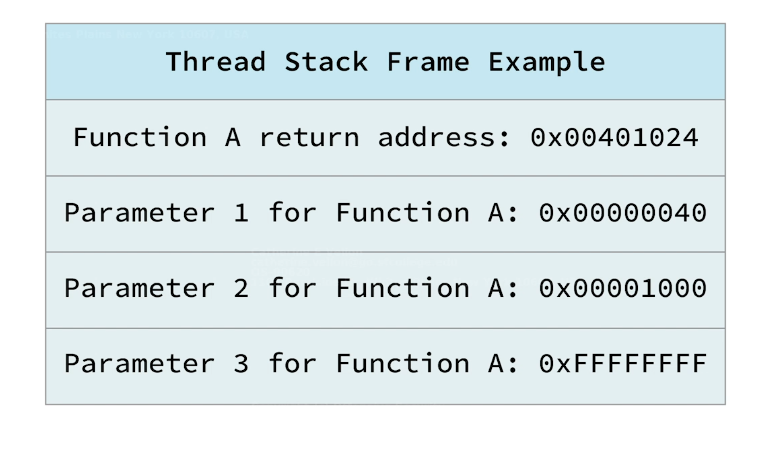 Thread Stack Frame Example
Function A return address: 0x00401024
Parameter 1 for Function A: 0x00000040
Parameter 2 for Function A: 0x00001000
Parameter 3 for Function A: 0xFFFFFFFF